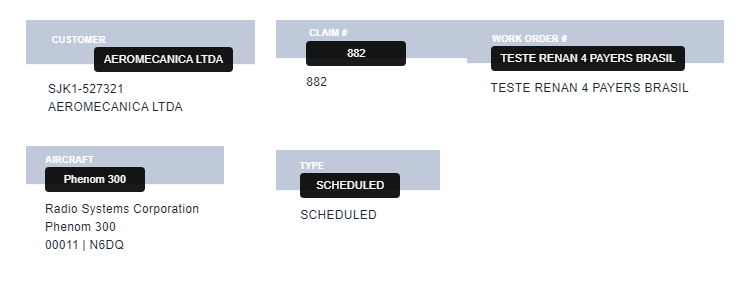 CUSTOMER
AEROMECANICA LTDA
SJK1-527321
AEROMECANICA LTDA
CLAIM #
882
882
WORK ORDER #
TESTE RENAN 4 PAYERS BRASIL
TESTE RENAN 4 PAYERS BRASIL
AIRCRAFT
Phenom 300
Radio Systems Corporation
Phenom 300
00011 | N6DQ
TYPE
SCHEDULED
SCHEDULED